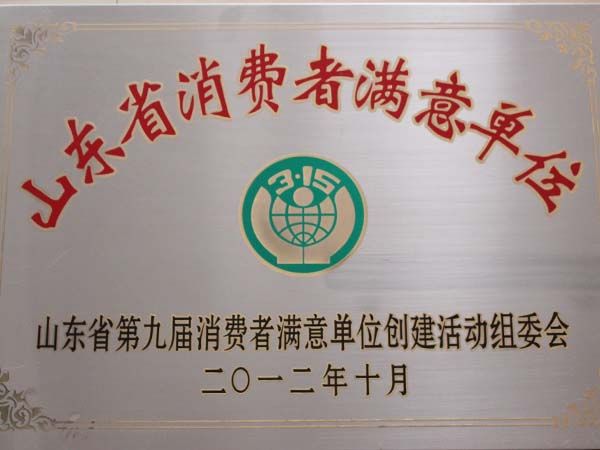 山东省消费者满意单位
3·15
山东省第九届消费者满意单位创建活动组委会
二〇一二年十月